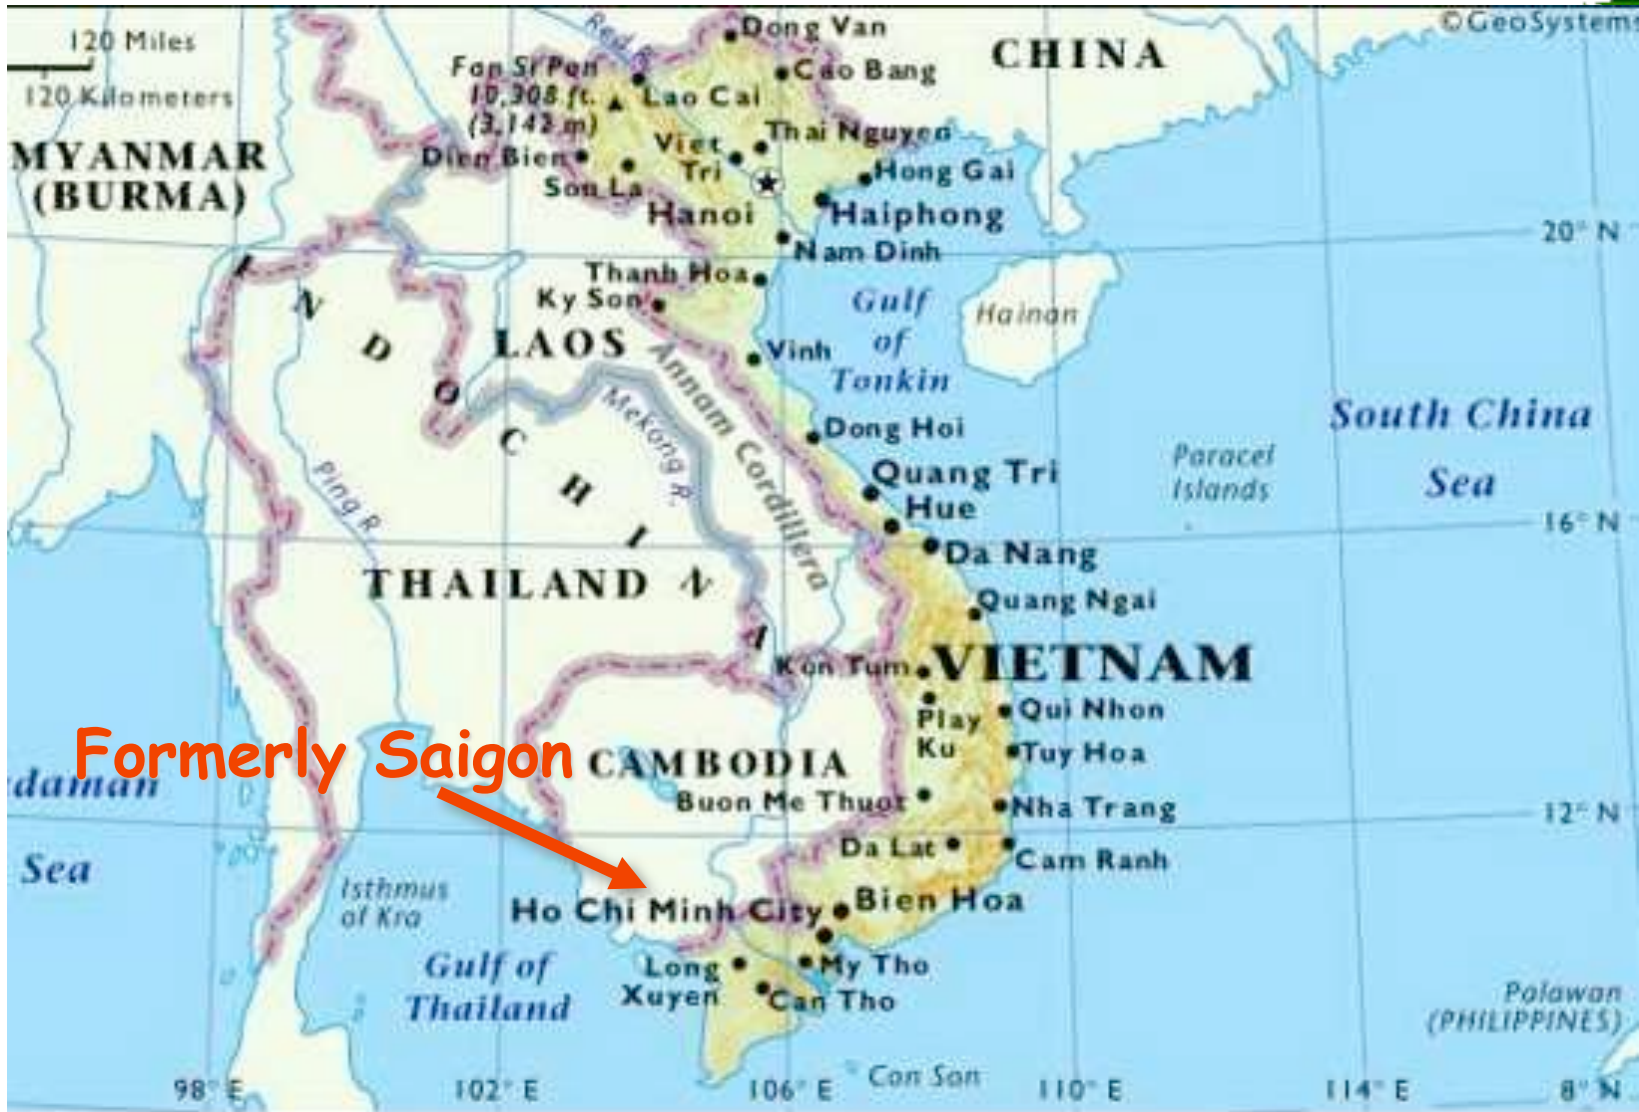 ©GeoSystems
120 Miles
120 Kilometers
Red R.
Dong Van
CHINA
Fan Si Pan
10,308 ft.
(3,142 m)
Lao Cai
Cao Bang
MYANMAR
(BURMA)
Dien Bien
Son La
Viet
Tri
Thai Nguyen
Hong Gai
Hanoi
Haiphong
20° N
Nam Dinh
Thanh Hoa
Ky Son
Gulf
of
Tonkin
Hainan
INDOCHINA
LAOS
Vinh
Annam Cordillera
Mekong R.
Dong Hoi
South China
Sea
Paracel
Islands
Ping R.
Quang Tri
Hue
16° N
Da Nang
THAILAND
Quang Ngai
Kon Tum
VIETNAM
Play
Ku
Qui Nhon
Tuy Hoa
Formerly Saigon
CAMBODIA
daman
Sea
Buon Me Thuot
Nha Trang
12° N
Da Lat
Cam Ranh
Isthmus
of Kra
Ho Chi Minh City
Bien Hoa
Gulf of
Thailand
Long
Xuyen
My Tho
Can Tho
Palawan
(PHILIPPINES)
Con Son
98° E
102° E
106° E
110° E
114° E
8° N